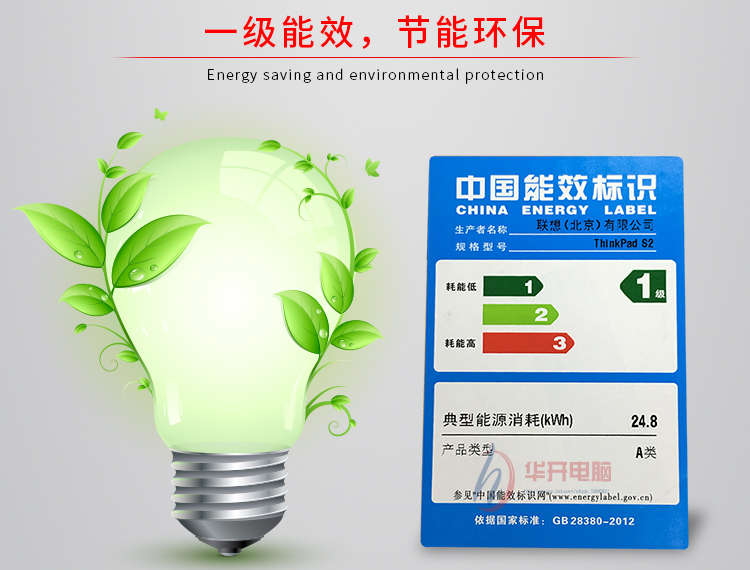 一级能效，节能环保
Energy saving and environmental protection
中国能效标识
CHINA ENERGY LABEL
生产者名称 联想(北京)有限公司
规格型号 ThinkPad S2
耗能低 1 1级
2
耗能高 3
典型能源消耗(kWh) 24.8
产品类型 A类
华开电脑
参见"中国能效标识网"(www.energylabel.gov.cn)
依据国家标准：GB 28380-2012